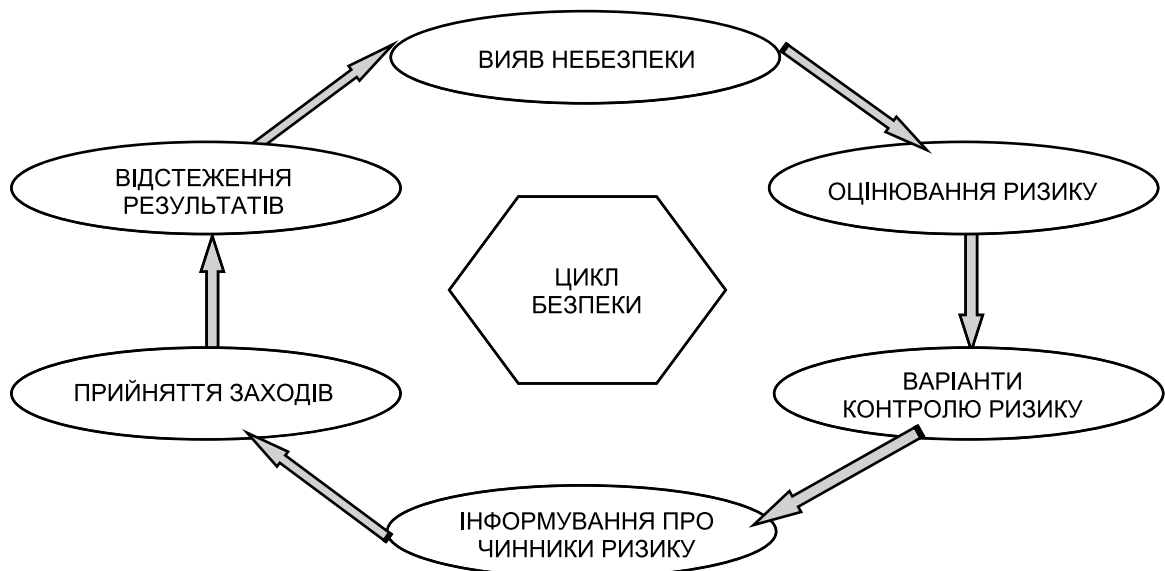 ВИЯВ НЕБЕЗПЕКИ
ОЦІНЮВАННЯ РИЗИКУ
ВАРІАНТИ
КОНТРОЛЮ РИЗИКУ
ІНФОРМУВАННЯ ПРО
ЧИННИКИ РИЗИКУ
ПРИЙНЯТТЯ ЗАХОДІВ
ВІДСТЕЖЕННЯ
РЕЗУЛЬТАТІВ
ЦИКЛ
БЕЗПЕКИ